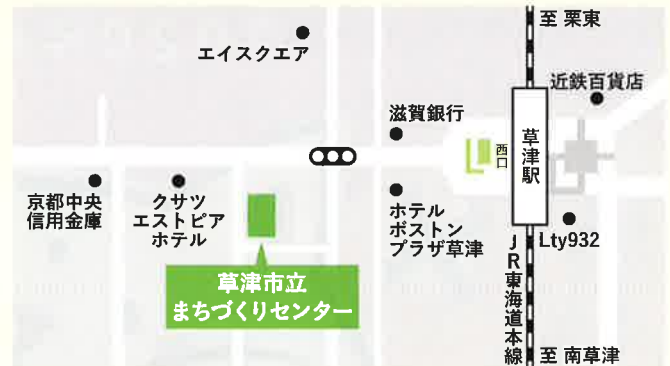 至 栗東
エイスクエア
近鉄百貨店
滋賀銀行
草津駅
西口
京都中央
信用金庫
クサツ
エストピア
ホテル
ホテル
ボストン
プラザ草津
Lty932
草津市立
まちづくりセンター
JR東海道本線
至 南草津